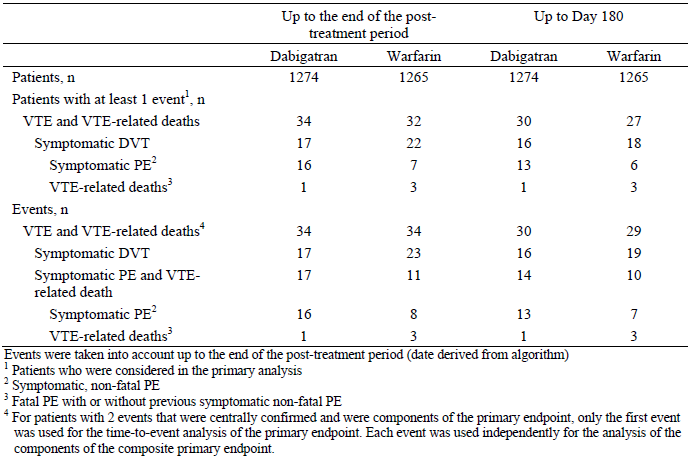 Up to the end of the post-treatment period Up to Day 180
Dabigatran Warfarin Dabigatran Warfarin
Patients, n 1274 1265 1274 1265
Patients with at least 1 event1, n
VTE and VTE-related deaths 34 32 30 27
Symptomatic DVT 17 22 16 18
Symptomatic PE2 16 7 13 6
VTE-related deaths3 1 3 1 3
Events, n
VTE and VTE-related deaths4 34 34 30 29
Symptomatic DVT 17 23 16 19
Symptomatic PE and VTE-related death 17 11 14 10
Symptomatic PE2 16 8 13 7
VTE-related deaths3 1 3 1 3
Events were taken into account up to the end of the post-treatment period (date derived from algorithm)
1 Patients who were considered in the primary analysis
2 Symptomatic, non-fatal PE
3 Fatal PE with or without previous symptomatic non-fatal PE
4 For patients with 2 events that were centrally confirmed and were components of the primary endpoint, only the first event
was used for the time-to-event analysis of the primary endpoint. Each event was used independently for the analysis of the
components of the composite primary endpoint.